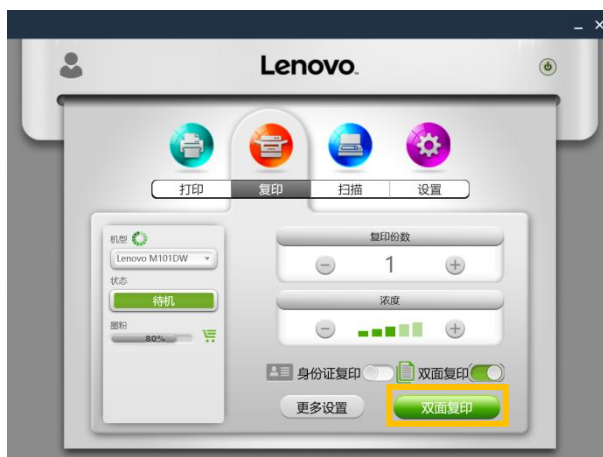 Lenovo
打印 复印 扫描 设置
机型
Lenovo M101DW
状态
待机
墨粉
80%
复印份数
1
浓度
身份证复印 双面复印
更多设置 双面复印